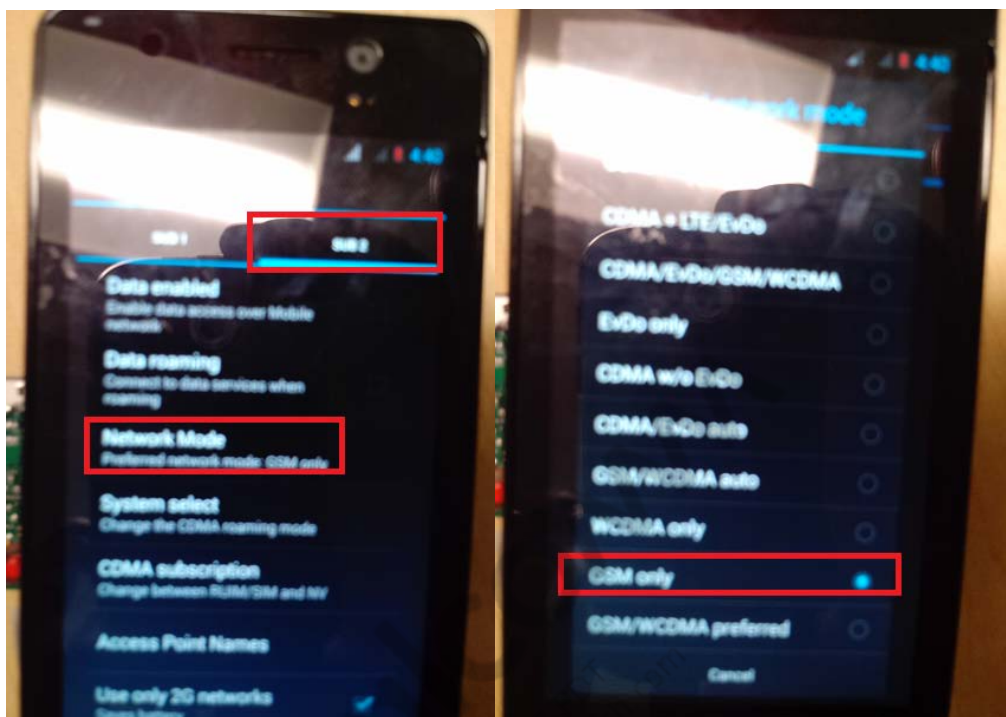 4:40
SUB 1
SUB 2
Data enabled
Enable data access over Mobile
network
Data roaming
Connect to data services when
roaming
Network Mode
Preferred network mode: GSM only
System select
Change the CDMA roaming mode
CDMA subscription
Change between RUIM/SIM and NV
Access Point Names
Use only 2G networks
Saves battery
4:40
network mode
CDMA + LTE/EvDo
CDMA/EvDo/GSM/WCDMA
EvDo only
CDMA w/o EvDo
CDMA/EvDo auto
GSM/WCDMA auto
WCDMA only
GSM only
GSM/WCDMA preferred
Cancel